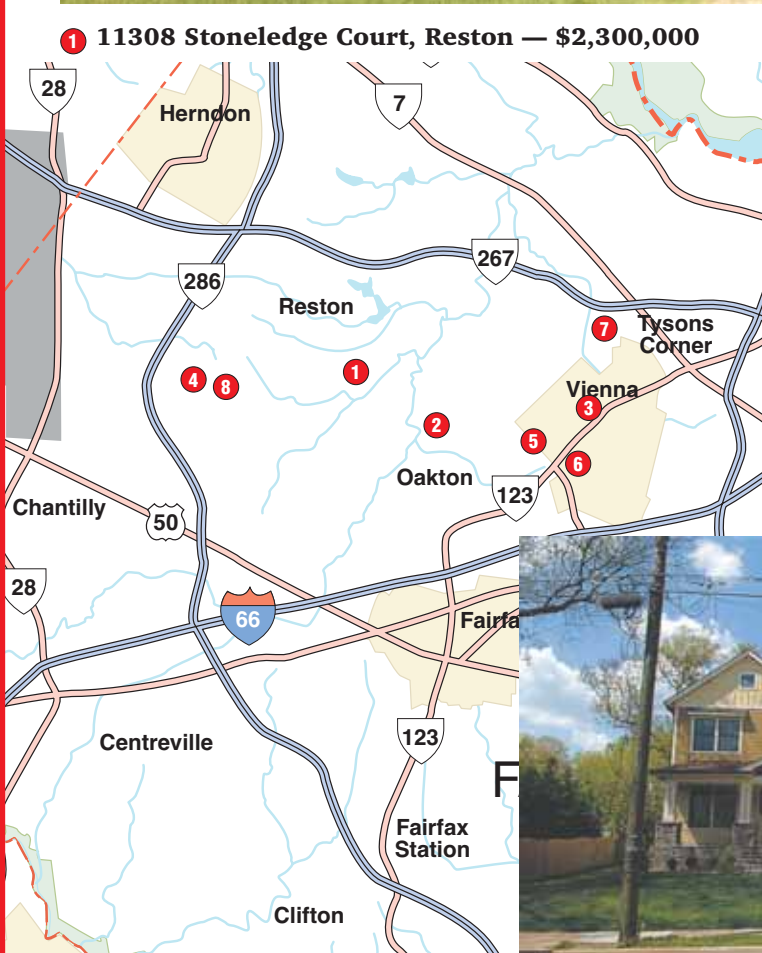 1 11308 Stoneledge Court, Reston — $2,300,000
28
Herndon
7
267
286
Reston
7
Tysons
Corner
4
8
1
Vienna
3
2
5
6
Oakton
123
Chantilly
50
28
66
Fairfa
Centreville
123
F
Fairfax
Station
Clifton